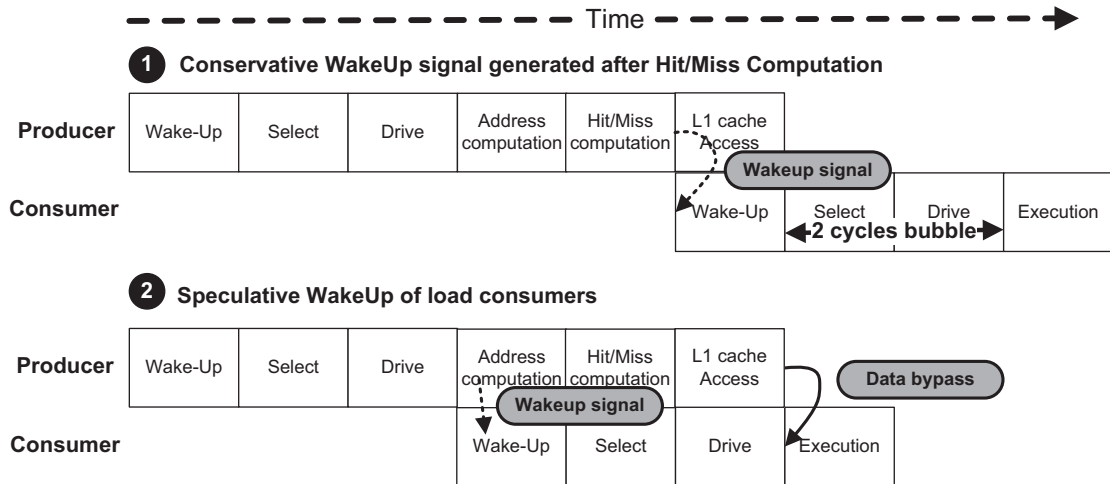 Time
1 Conservative WakeUp signal generated after Hit/Miss Computation
Producer
Wake-Up
Select
Drive
Address
computation
Hit/Miss
computation
L1 cache
Access
Wakeup signal
Consumer
Wake-Up
Select
Drive
Execution
2 cycles bubble
2 Speculative WakeUp of load consumers
Producer
Wake-Up
Select
Drive
Address
computation
Hit/Miss
computation
L1 cache
Access
Data bypass
Wakeup signal
Consumer
Wake-Up
Select
Drive
Execution